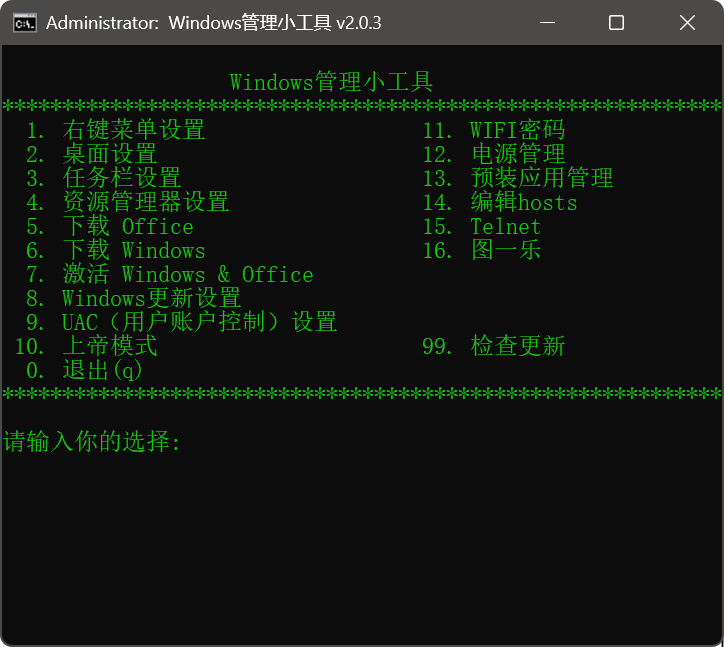 Administrator: Windows管理小工具 v2.0.3
Windows管理小工具
************************************************************
1. 右键菜单设置 11. WIFI密码
2. 桌面设置 12. 电源管理
3. 任务栏设置 13. 预装应用管理
4. 资源管理器设置 14. 编辑hosts
5. 下载 Office 15. Telnet
6. 下载 Windows 16. 图一乐
7. 激活 Windows & Office
8. Windows更新设置
9. UAC（用户账户控制）设置
10. 上帝模式 99. 检查更新
0. 退出(q)
************************************************************
请输入你的选择: